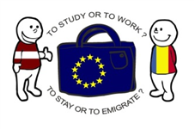 TO STUDY OR TO WORK?
TO STAY OR TO EMIGRATE?